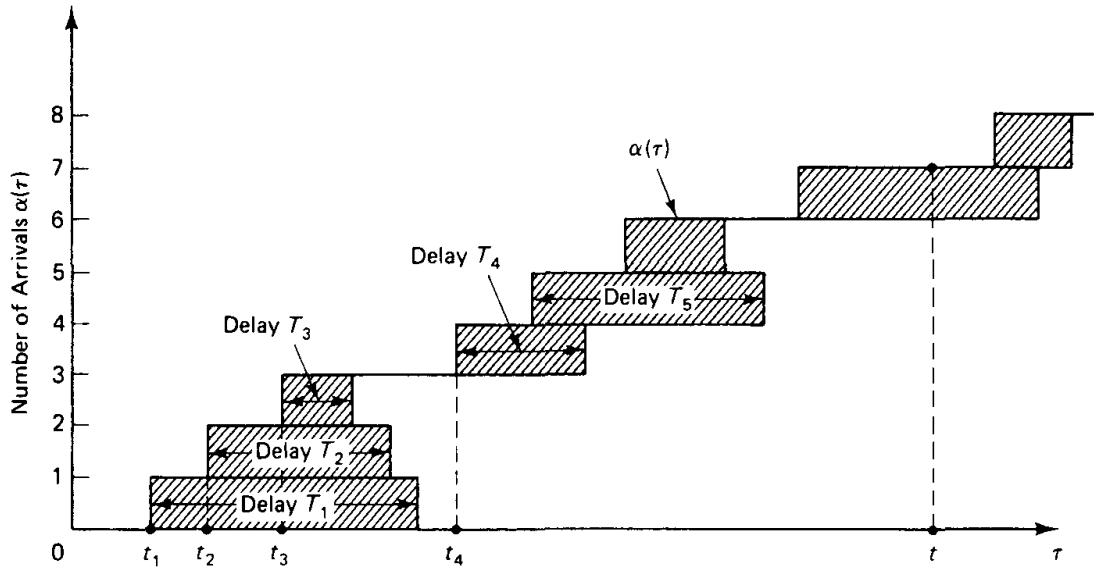 Number of Arrivals α(τ)
8
7
6
5
4
3
2
1
0
α(τ)
Delay T₄
Delay T₅
Delay T₃
Delay T₂
Delay T₁
t₁
t₂
t₃
t₄
t
τ